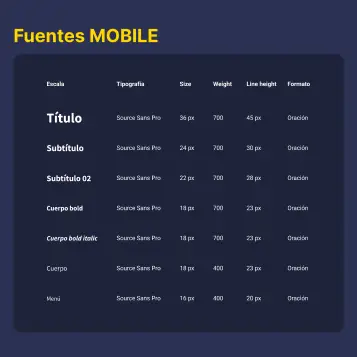 Fuentes MOBILE
Escala Tipografía Size Weight Line height Formato
Título Source Sans Pro 36 px 700 45 px Oración
Subtítulo Source Sans Pro 24 px 700 30 px Oración
Subtítulo 02 Source Sans Pro 22 px 700 28 px Oración
Cuerpo bold Source Sans Pro 18 px 700 23 px Oración
Cuerpo bold italic Source Sans Pro 18 px 700 23 px Oración
Cuerpo Source Sans Pro 18 px 400 23 px Oración
Menú Source Sans Pro 16 px 400 20 px Oración